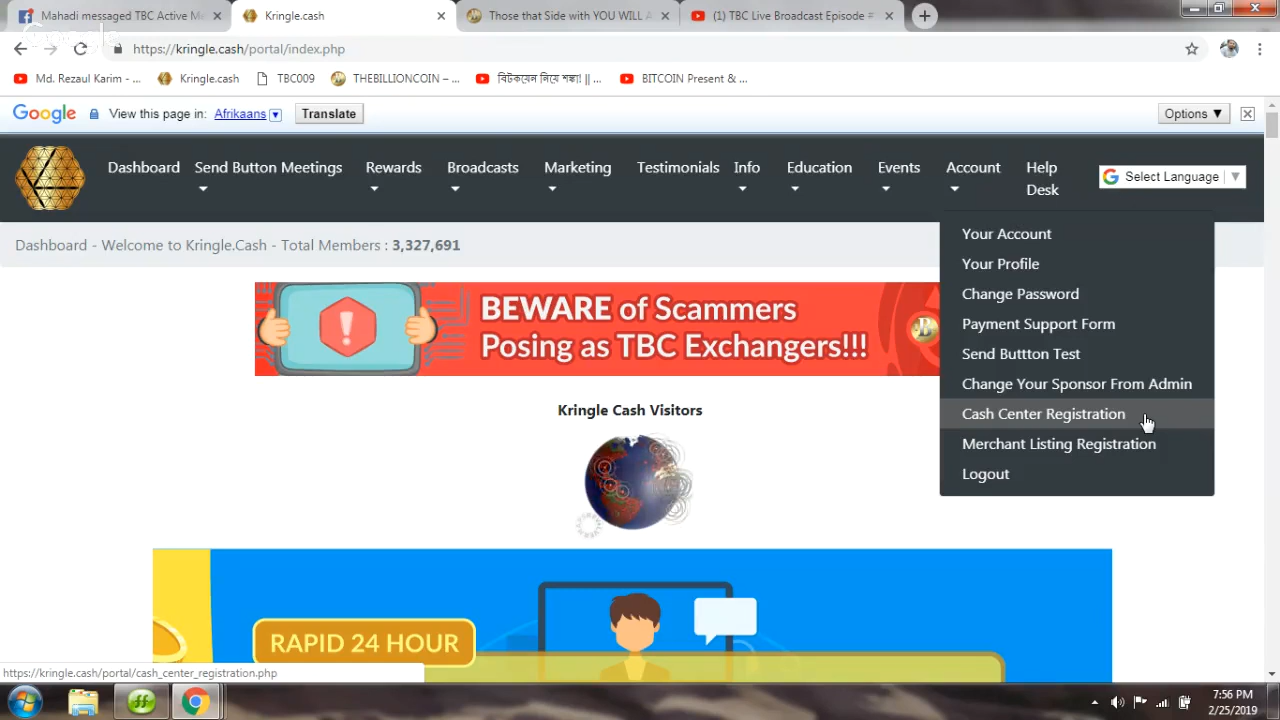 Mahadi messaged TBC Active M
Kringle.cash
Those that Side with YOU WILL A
(1) TBC Live Broadcast Episode #
https://kringle.cash/portal/index.php
Md. Rezaul Karim - ...
Kringle.cash
TBC009
THEBILLIONCOIN – ...
বিটকয়েন নিয়ে শঙ্কা! || ...
BITCOIN Present & ...
Google
View this page in: Afrikaans
Translate
Options ▼
Dashboard
Send Button Meetings
Rewards
Broadcasts
Marketing
Testimonials
Info
Education
Events
Account
Help
Desk
Select Language
Dashboard - Welcome to Kringle.Cash - Total Members : 3,327,691
Your Account
Your Profile
Change Password
Payment Support Form
Send Buttton Test
Change Your Sponsor From Admin
Cash Center Registration
Merchant Listing Registration
Logout
BEWARE of Scammers
Posing as TBC Exchangers!!!
Kringle Cash Visitors
RAPID 24 HOUR
https://kringle.cash/portal/cash_center_registration.php
7:56 PM
2/25/2019